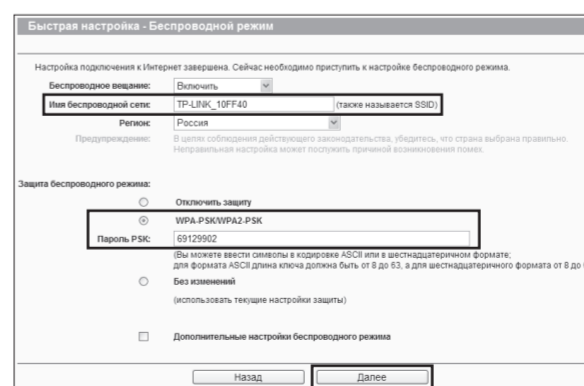 Быстрая настройка - Беспроводной режим
Настройка подключения к Интернет завершена. Сейчас необходимо приступить к настройке беспроводного режима.
Беспроводное вещание: Включить
Имя беспроводной сети: TP-LINK_10FF40 (также называется SSID)
Регион: Россия
Предупреждение: В целях соблюдения действующего законодательства, убедитесь, что страна выбрана правильно.
Неправильная настройка может послужить причиной возникновения помех.
Защита беспроводного режима:
Отключить защиту
WPA-PSK/WPA2-PSK
Пароль PSK: 69129902
(Вы можете ввести символы в кодировке ASCII или в шестнадцатеричном формате;
для формата ASCII длина ключа должна быть от 8 до 63, а для шестнадцатеричного формата от 8 до
Без изменений
(использовать текущие настройки защиты)
Дополнительные настройки беспроводного режима
Назад Далее